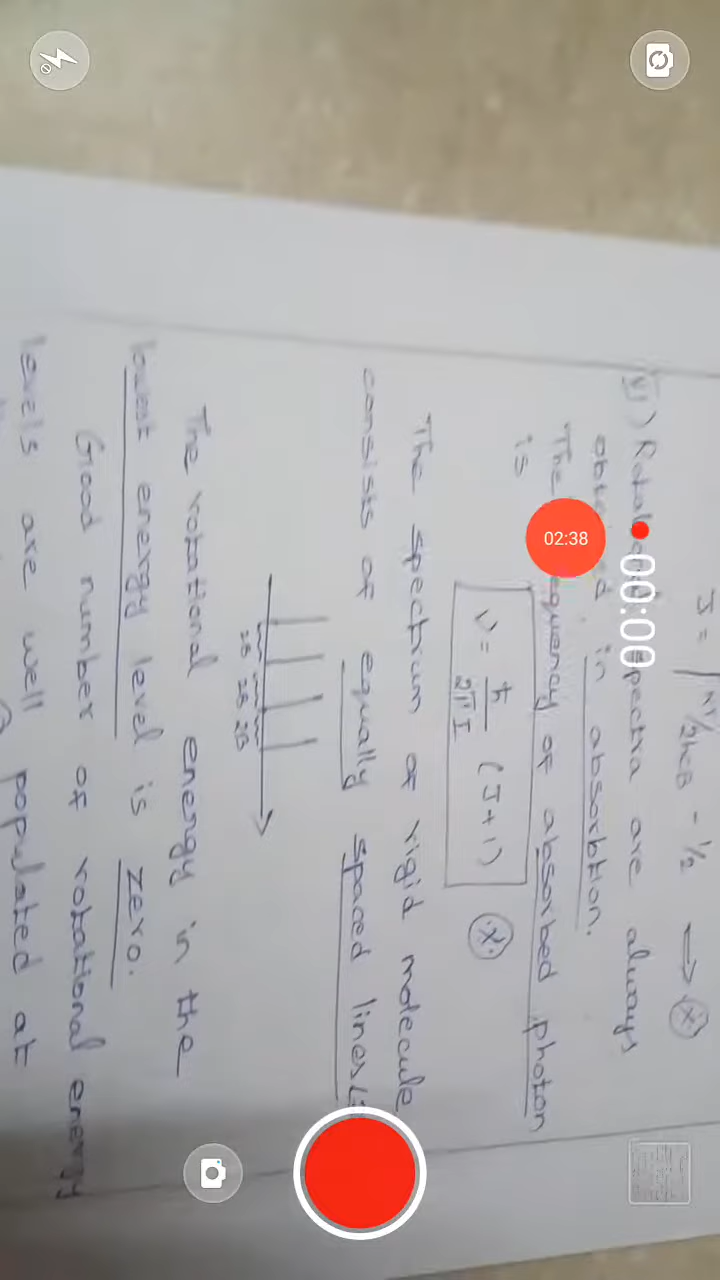 J = √kT/2hcB - 1/2 → (x)
vi) Rotational spectra are always
obtained in absorbtion.
The frequency of absorbed photon
is
ν = ħ/2πI (J+1) (x)
The spectrum of rigid molecule
consists of equally spaced lines
2B 2B 2B
The rotational energy in the
lowest energy level is zero.
Good number of rotational energy
levels are well populated at
02:38
00:00